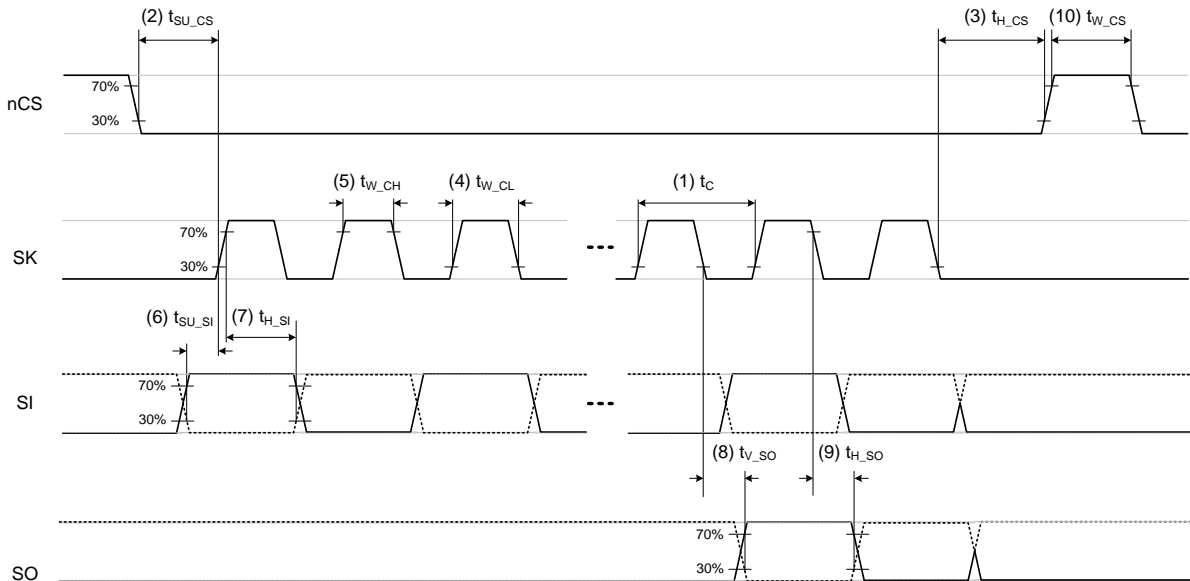 (2) tSU_CS
(3) tH_CS
(10) tW_CS
nCS
70%
30%
(5) tW_CH
(4) tW_CL
(1) tC
SK
70%
30%
(6) tSU_SI
(7) tH_SI
SI
70%
30%
(8) tV_SO
(9) tH_SO
SO
70%
30%